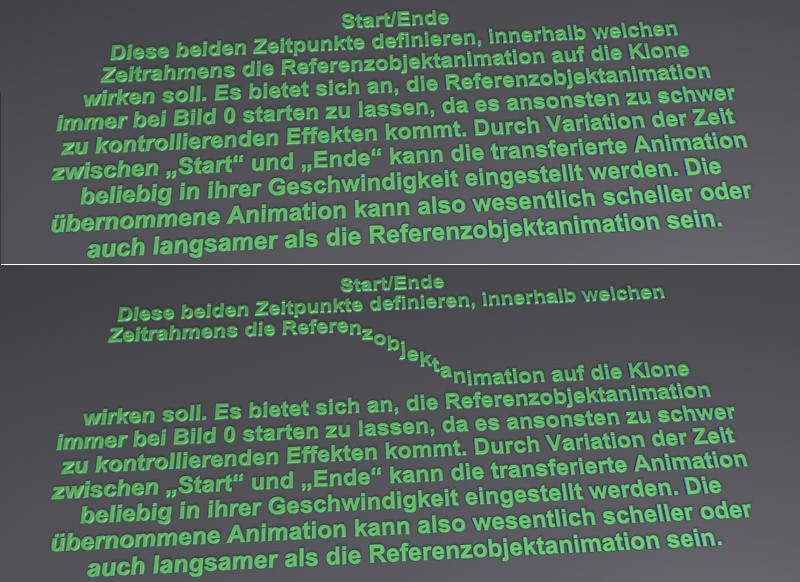 Start/Ende
Diese beiden Zeitpunkte definieren, innerhalb welchen
Zeitrahmens die Referenzobjektanimation auf die Klone
wirken soll. Es bietet sich an, die Referenzobjektanimation
immer bei Bild 0 starten zu lassen, da es ansonsten zu schwer
zu kontrollierenden Effekten kommt. Durch Variation der Zeit
zwischen „Start“ und „Ende“ kann die transferierte Animation
beliebig in ihrer Geschwindigkeit eingestellt werden. Die
übernommene Animation kann also wesentlich scheller oder
auch langsamer als die Referenzobjektanimation sein.
Start/Ende
Diese beiden Zeitpunkte definieren, innerhalb welchen
Zeitrahmens die Referenzobjektanimation auf die Klone
wirken soll. Es bietet sich an, die Referenzobjektanimation
immer bei Bild 0 starten zu lassen, da es ansonsten zu schwer
zu kontrollierenden Effekten kommt. Durch Variation der Zeit
zwischen „Start“ und „Ende“ kann die transferierte Animation
beliebig in ihrer Geschwindigkeit eingestellt werden. Die
übernommene Animation kann also wesentlich scheller oder
auch langsamer als die Referenzobjektanimation sein.